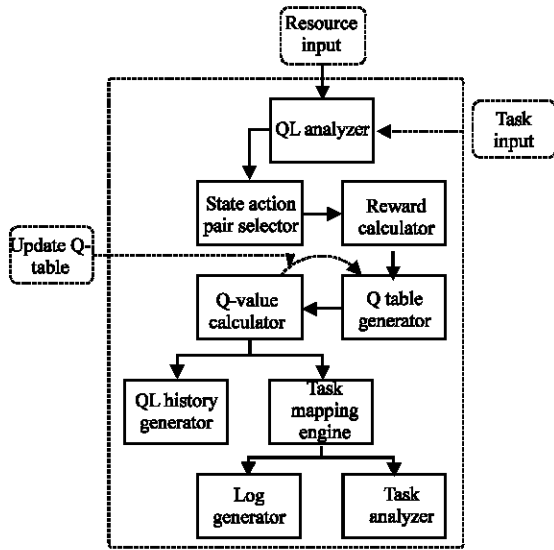 Resource
input
QL analyzer
Task
input
State action
pair selector
Reward
calculator
Update Q-
table
Q-value
calculator
Q table
generator
QL history
generator
Task
mapping
engine
Log
generator
Task
analyzer